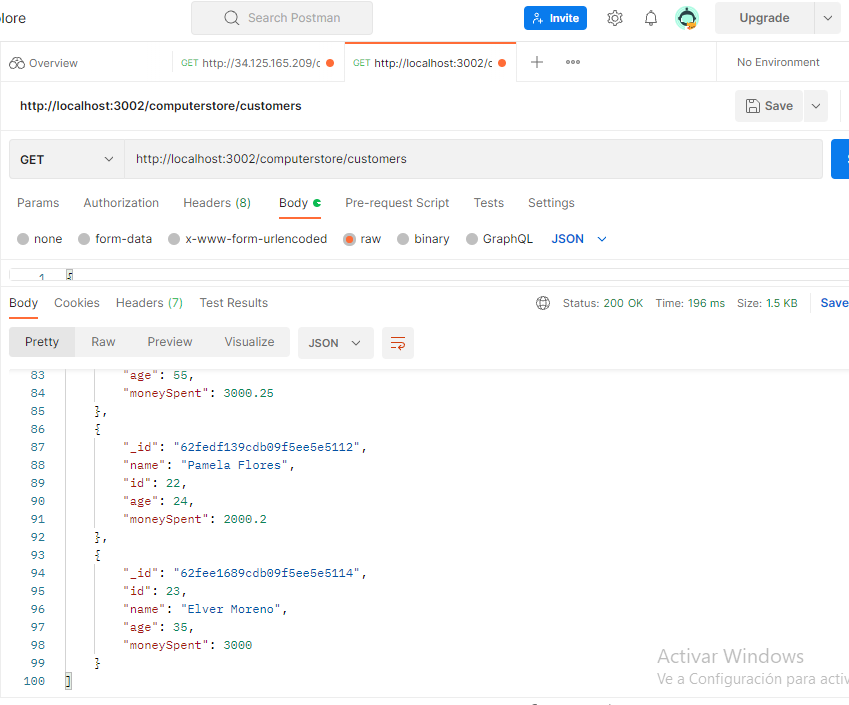 lore
Search Postman
Invite
Upgrade
Overview
GET http://34.125.165.209/c
GET http://localhost:3002/c
No Environment
http://localhost:3002/computerstore/customers
Save
GET
http://localhost:3002/computerstore/customers
Params Authorization Headers (8) Body Pre-request Script Tests Settings
none form-data x-www-form-urlencoded raw binary GraphQL JSON
1 {
Body Cookies Headers (7) Test Results Status: 200 OK Time: 196 ms Size: 1.5 KB Save
Pretty Raw Preview Visualize JSON
83 "age": 55,
84 "moneySpent": 3000.25
85 },
86 {
87 "_id": "62fedf139cdb09f5ee5e5112",
88 "name": "Pamela Flores",
89 "id": 22,
90 "age": 24,
91 "moneySpent": 2000.2
92 },
93 {
94 "_id": "62fee1689cdb09f5ee5e5114",
95 "id": 23,
96 "name": "Elver Moreno",
97 "age": 35,
98 "moneySpent": 3000
99 }
100 ]
Activar Windows
Ve a Configuración para activ